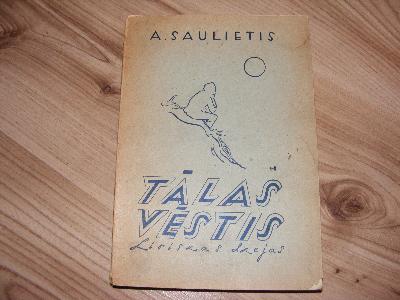 A. SAULIETIS
TĀLAS
VĒSTIS
Liriskas dzejas